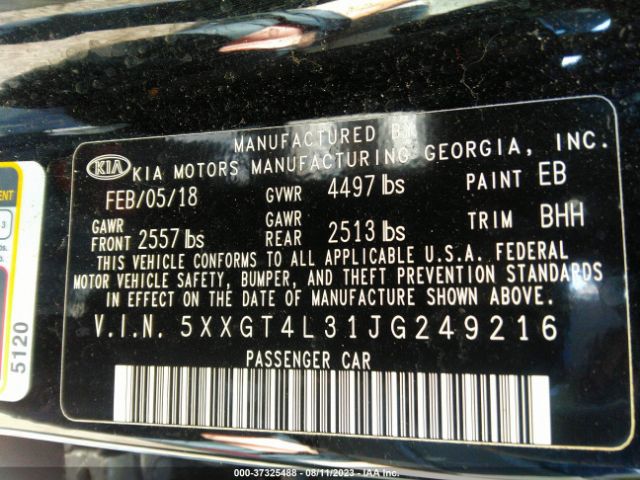 MANUFACTURED BY
KIA KIA MOTORS MANUFACTURING GEORGIA, INC.
FEB/05/18 GVWR 4497 lbs PAINT EB
GAWR FRONT 2557 lbs GAWR REAR 2513 lbs TRIM BHH
THIS VEHICLE CONFORMS TO ALL APPLICABLE U.S.A. FEDERAL
MOTOR VEHICLE SAFETY, BUMPER, AND THEFT PREVENTION STANDARDS
IN EFFECT ON THE DATE OF MANUFACTURE SHOWN ABOVE.
V.I.N. 5XXGT4L31JG249216
PASSENGER CAR
3
5120
000-37325488 - 08/11/2023 - IAA Inc.